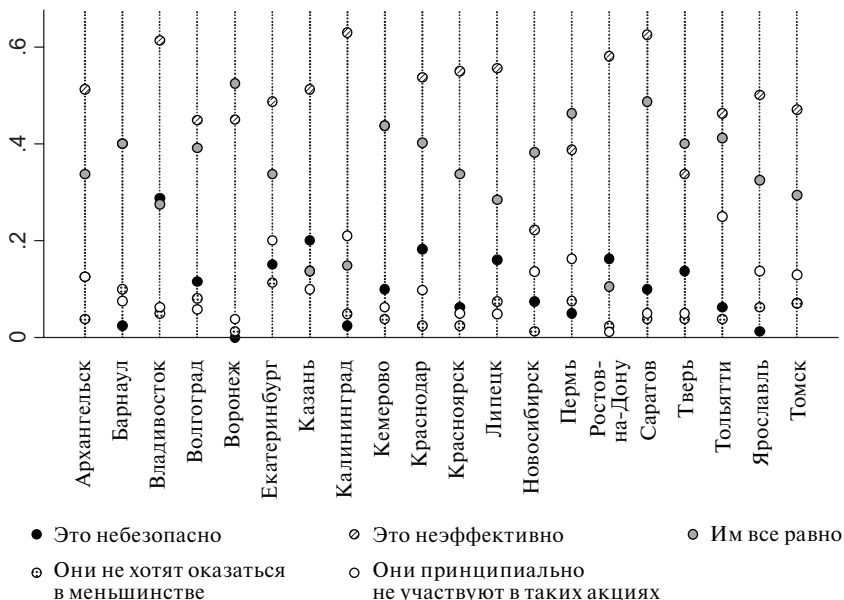 .6
.4
.2
0
Архангельск
Барнаул
Владивосток
Волгоград
Воронеж
Екатеринбург
Казань
Калининград
Кемерово
Краснодар
Красноярск
Липецк
Новосибирск
Пермь
Ростов-
на-Дону
Саратов
Тверь
Тольятти
Ярославль
Томск
Это небезопасно
Это неэффективно
Им все равно
Они не хотят оказаться
в меньшинстве
Они принципиально
не участвуют в таких акциях